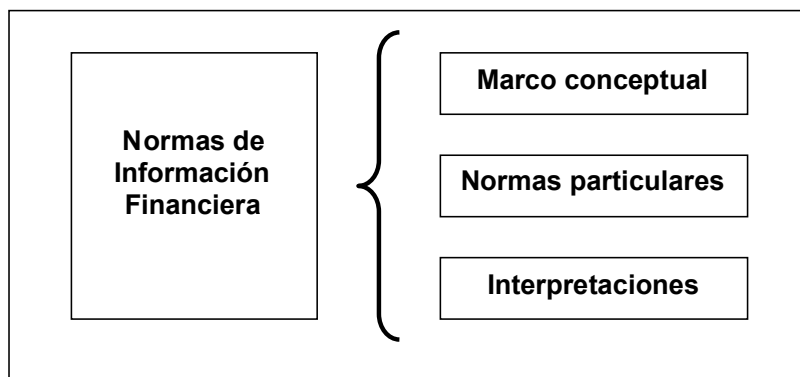 Normas de
Información
Financiera
Marco conceptual
Normas particulares
Interpretaciones